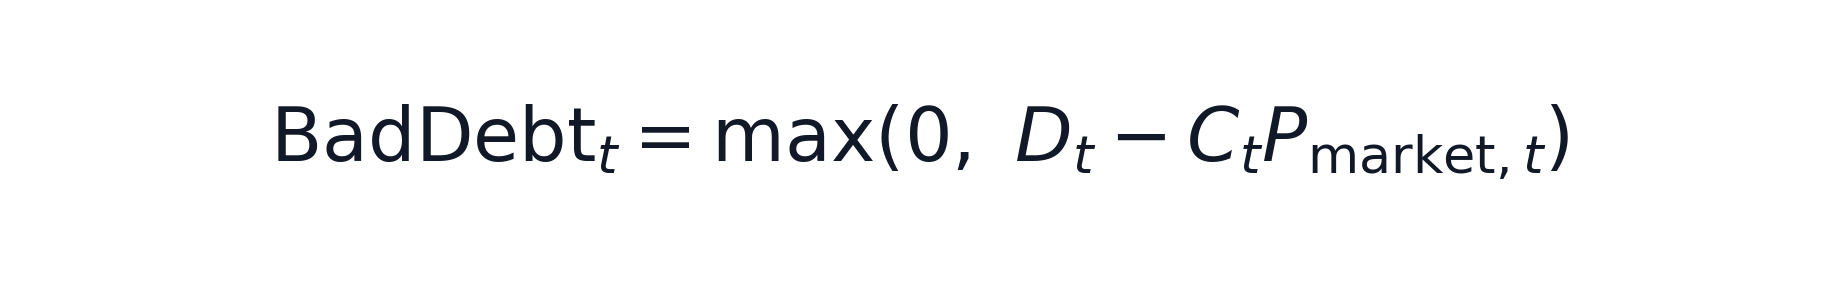 BadDebt_t = max(0, D_t − C_t P_market, t)